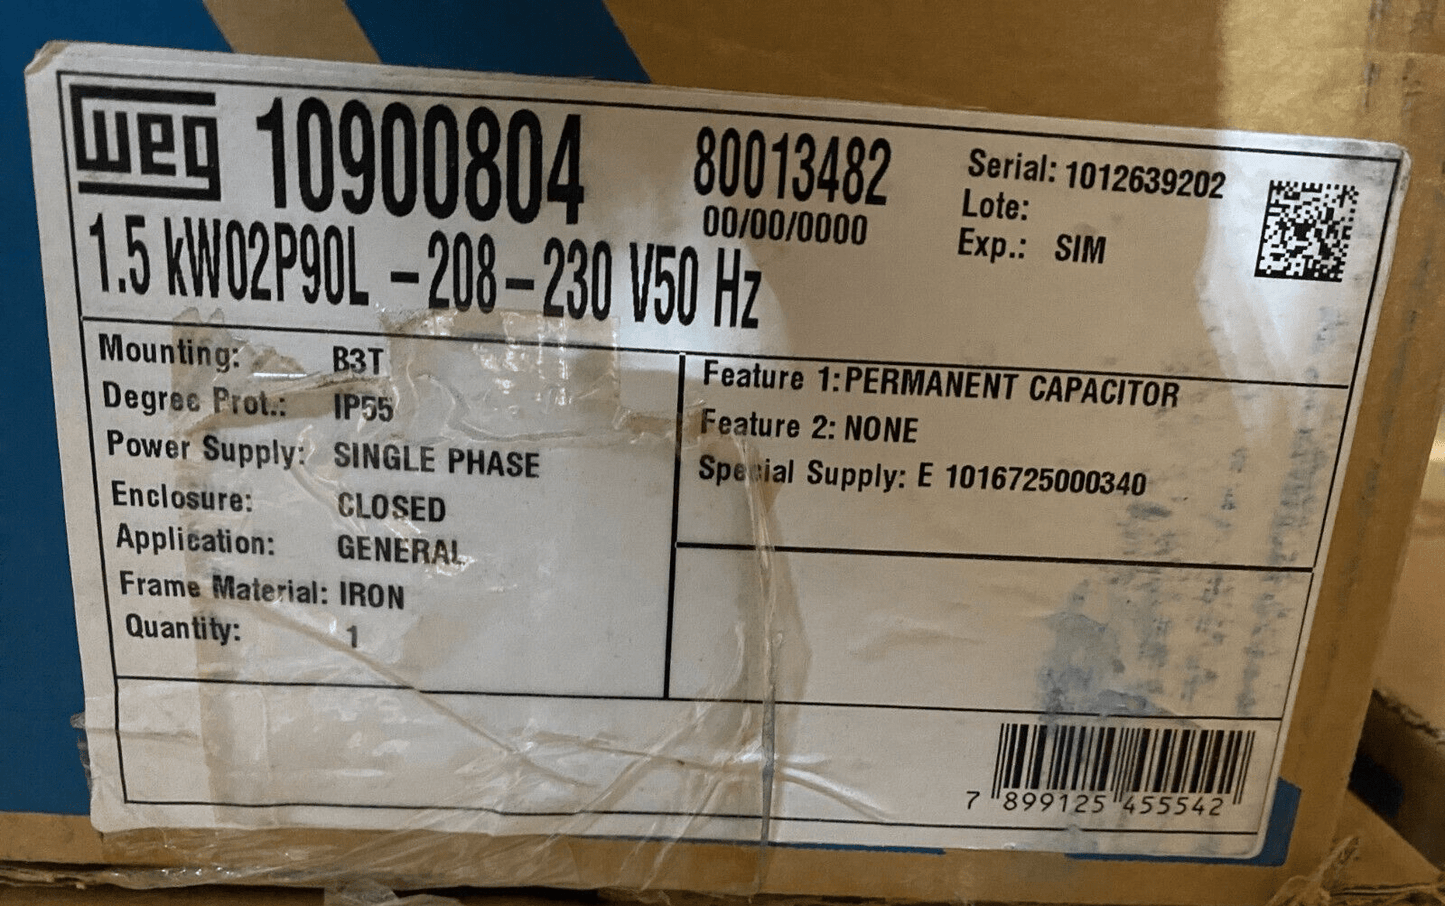 weg 10900804 80013482 Serial: 1012639202
00/00/0000 Lote:
1.5 kW02P90L -208-230 V50 Hz Exp.: SIM
Mounting: B3T
Degree Prot.: IP55
Power Supply: SINGLE PHASE
Enclosure: CLOSED
Application: GENERAL
Frame Material: IRON
Quantity: 1
Feature 1:PERMANENT CAPACITOR
Feature 2: NONE
Special Supply: E 1016725000340
7 899125 455542